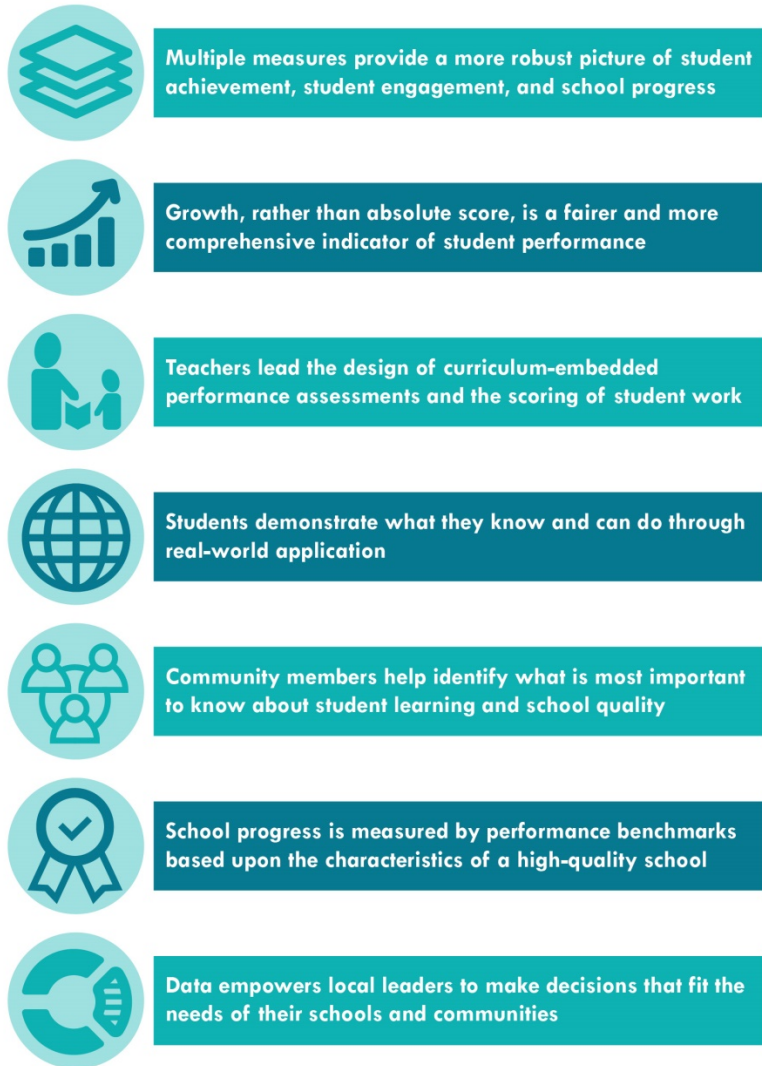 Multiple measures provide a more robust picture of student
achievement, student engagement, and school progress
Growth, rather than absolute score, is a fairer and more
comprehensive indicator of student performance
Teachers lead the design of curriculum-embedded
performance assessments and the scoring of student work
Students demonstrate what they know and can do through
real-world application
Community members help identify what is most important
to know about student learning and school quality
School progress is measured by performance benchmarks
based upon the characteristics of a high-quality school
Data empowers local leaders to make decisions that fit the
needs of their schools and communities